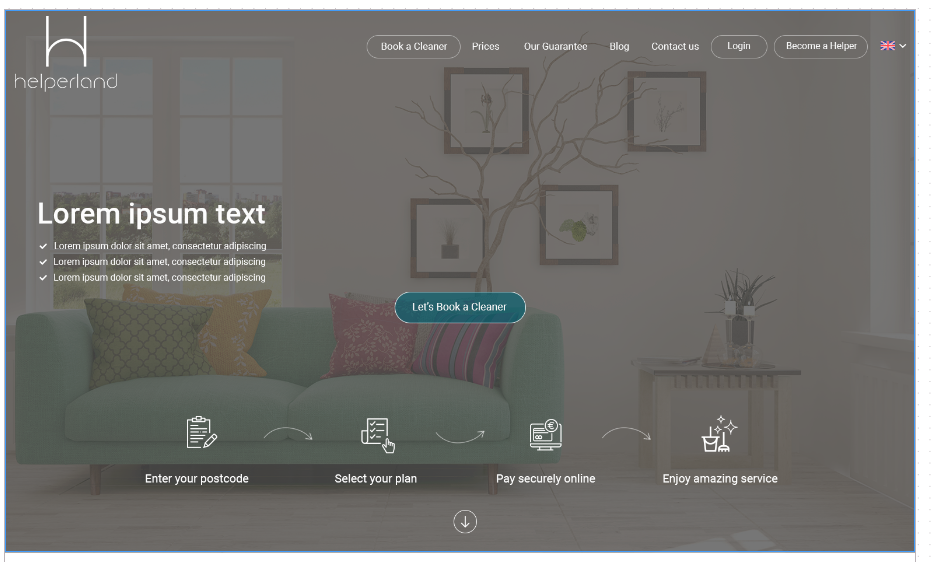 helperland
Book a Cleaner
Prices
Our Guarantee
Blog
Contact us
Login
Become a Helper
Lorem ipsum text
Lorem ipsum dolor sit amet, consectetur adipiscing
Lorem ipsum dolor sit amet, consectetur adipiscing
Lorem ipsum dolor sit amet, consectetur adipiscing
Let's Book a Cleaner
Enter your postcode
Select your plan
Pay securely online
Enjoy amazing service